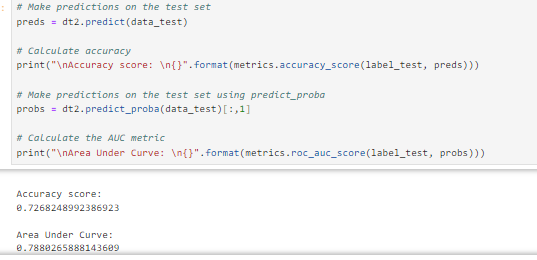 # Make predictions on the test set
preds = dt2.predict(data_test)
# Calculate accuracy
print("\nAccuracy score: \n{}".format(metrics.accuracy_score(label_test, preds)))
# Make predictions on the test set using predict_proba
probs = dt2.predict_proba(data_test)[:,1]
# Calculate the AUC metric
print("\nArea Under Curve: \n{}".format(metrics.roc_auc_score(label_test, probs)))
Accuracy score:
0.7268248992386923
Area Under Curve:
0.7880265888143609